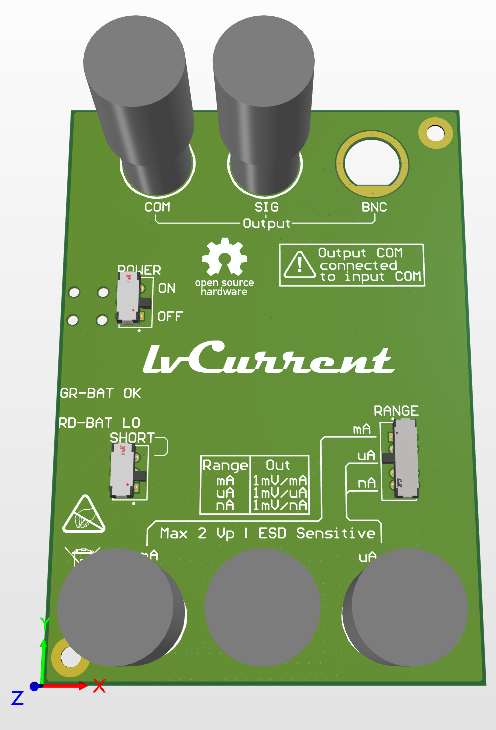 COM SIG BNC
Output
POWER
ON
OFF
open source
hardware
Output COM
connected
to input COM
lvCurrent
GR-BAT OK
RD-BAT LO
SHORT
RANGE
mA
uA
nA
Range Out
mA 1mV/mA
uA 1mV/uA
nA 1mV/nA
Max 2 Vp | ESD Sensitive
mA uA
Y
X
Z